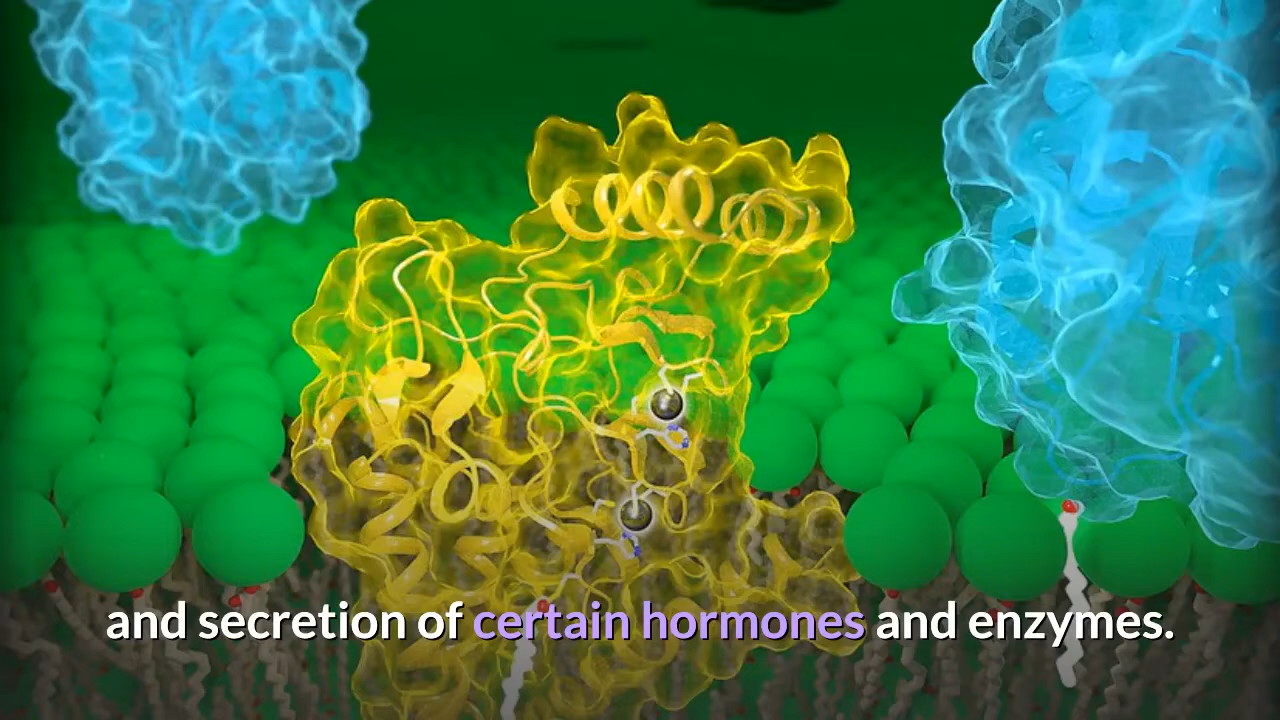 and secretion of certain hormones and enzymes.